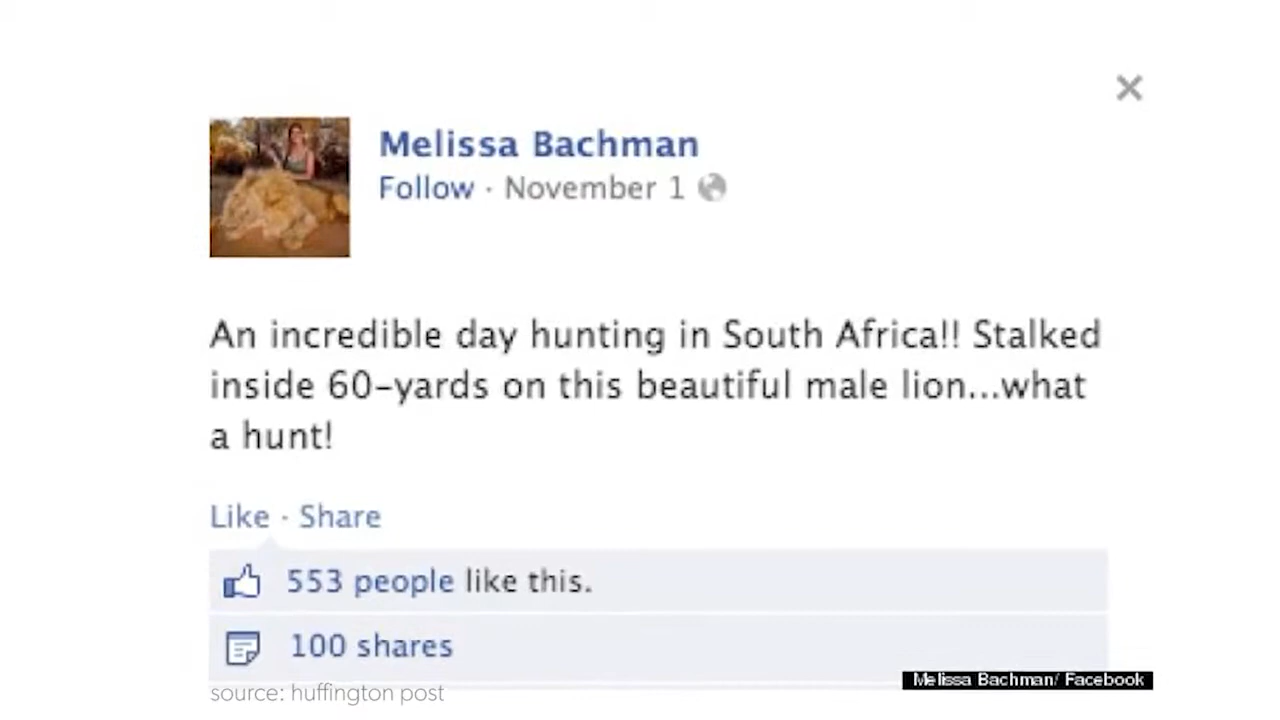 Melissa Bachman
Follow · November 1
An incredible day hunting in South Africa!! Stalked
inside 60-yards on this beautiful male lion...what
a hunt!
Like · Share
553 people like this.
100 shares
source: huffington post
Melissa Bachman/ Facebook